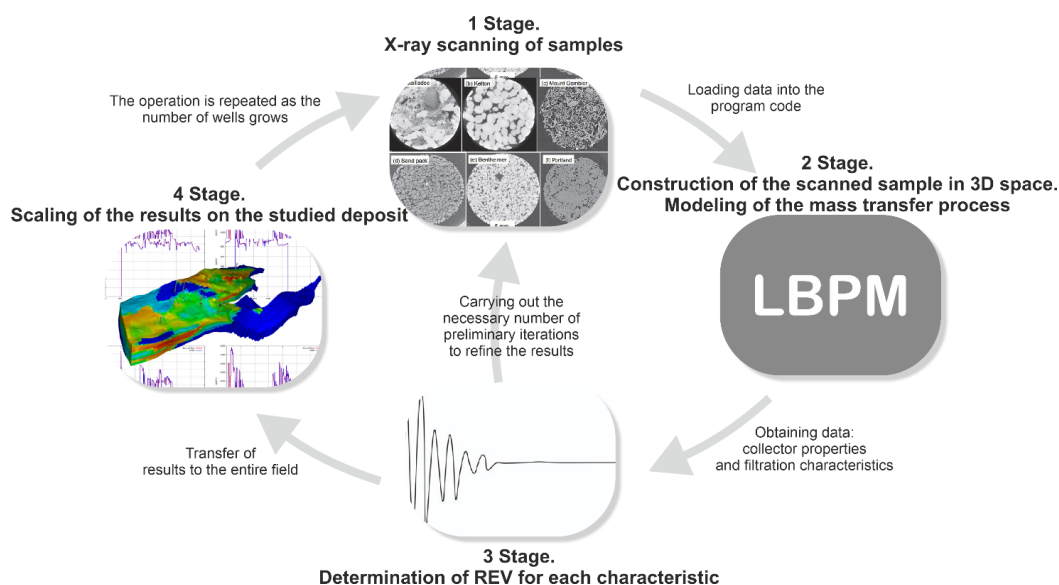 1 Stage.
X-ray scanning of samples
(b) Ketton
(c) Mount Gambier
(d) Sand pack
(f) Portland
The operation is repeated as the
number of wells grows
Loading data into the
program code
2 Stage.
Construction of the scanned sample in 3D space.
Modeling of the mass transfer process
LBPM
4 Stage.
Scaling of the results on the studied deposit
Carrying out the
necessary number of
preliminary iterations
to refine the results
Obtaining data:
collector properties
and filtration characteristics
Transfer of
results to the entire field
3 Stage.
Determination of REV for each characteristic